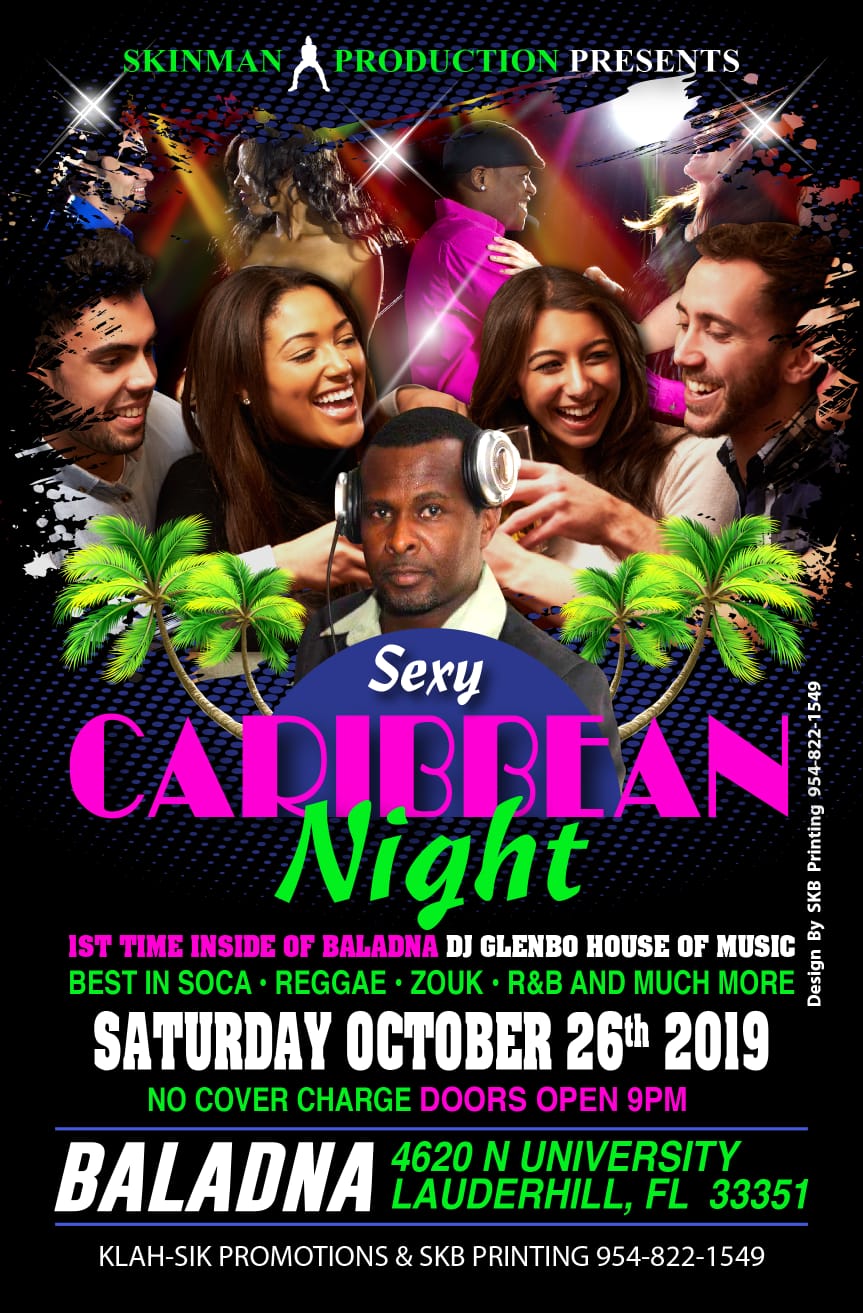 SKINMAN PRODUCTION PRESENTS
Sexy
CARIBBEAN
Night
1ST TIME INSIDE OF BALADNA DJ GLENBO HOUSE OF MUSIC
BEST IN SOCA • REGGAE • ZOUK • R&B AND MUCH MORE
SATURDAY OCTOBER 26th 2019
NO COVER CHARGE DOORS OPEN 9PM
BALADNA
4620 N UNIVERSITY
LAUDERHILL, FL 33351
KLAH-SIK PROMOTIONS & SKB PRINTING 954-822-1549
Design By SKB Printing 954-822-1549